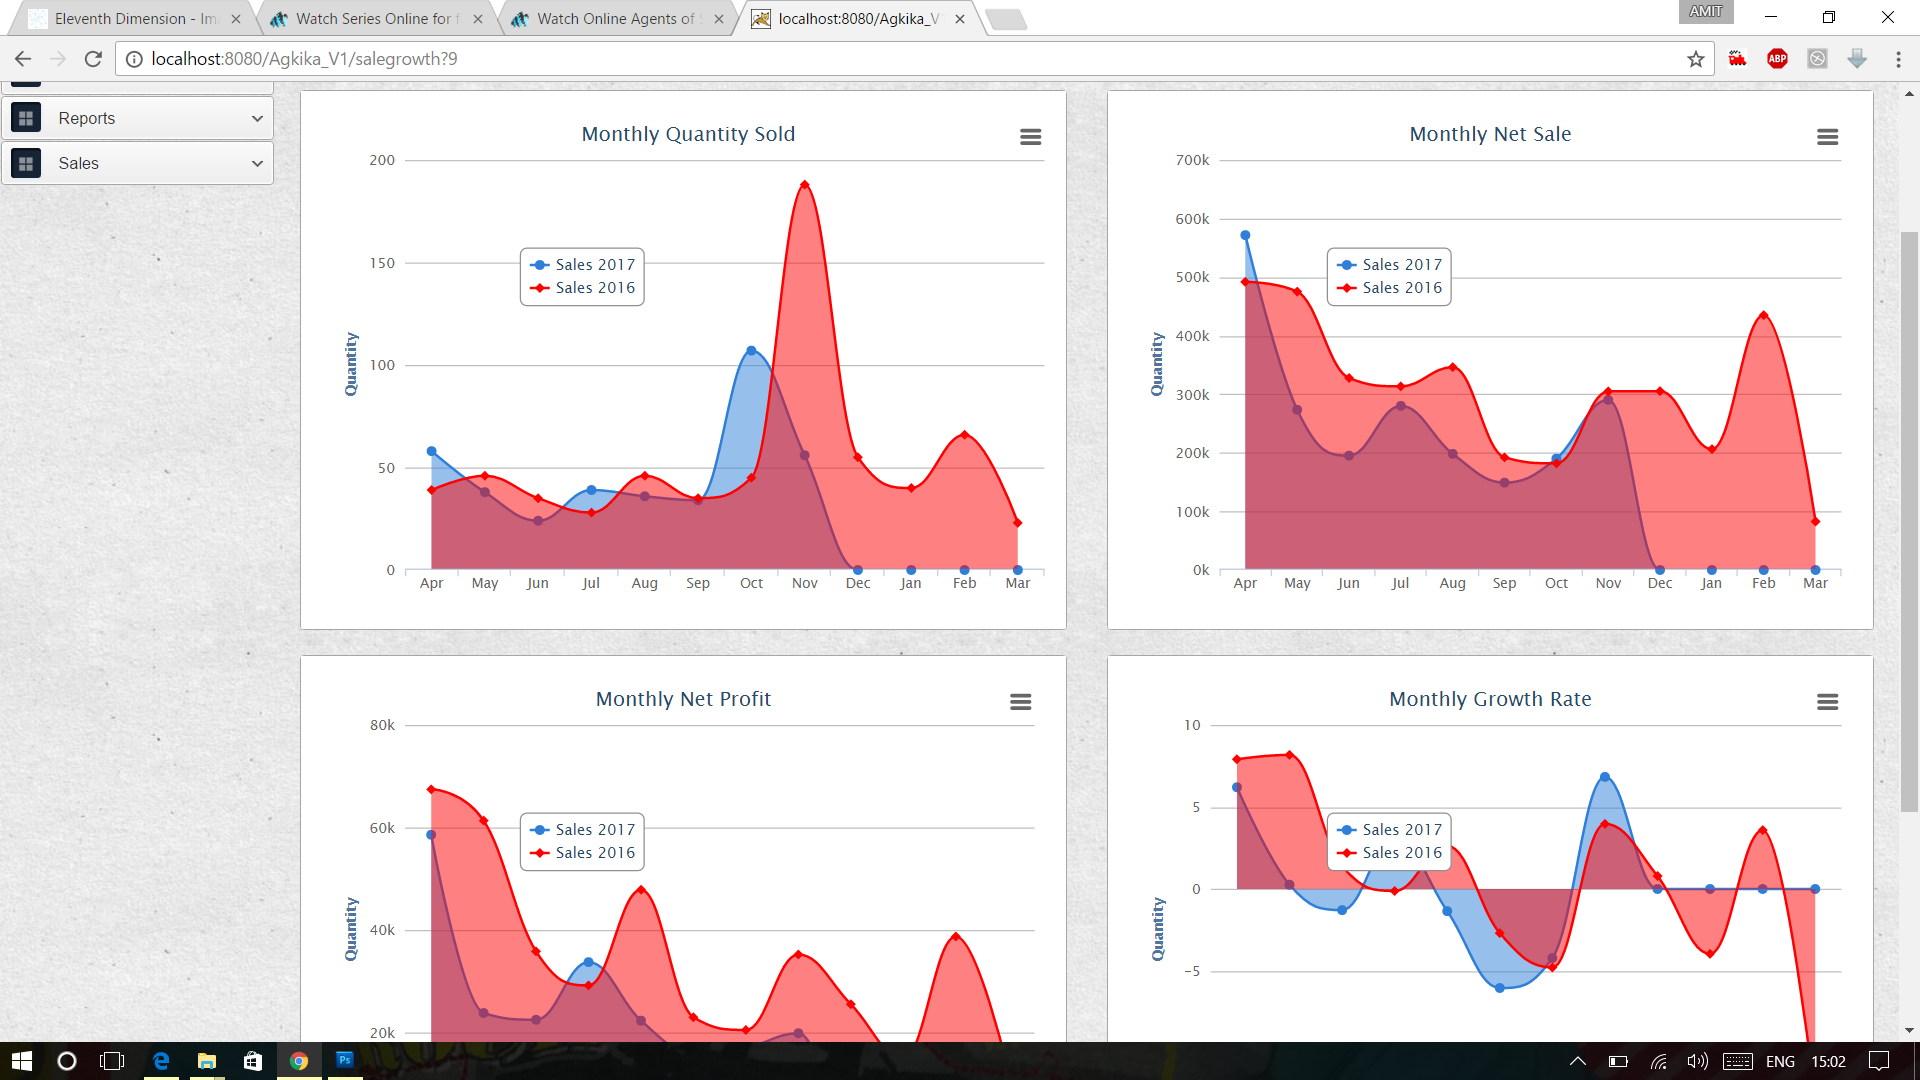 AMIT
Eleventh Dimension - Im
Watch Series Online for f
Watch Online Agents of S
localhost:8080/Agkika_V
localhost:8080/Agkika_V1/salegrowth?9
ABP
Reports
Sales
Monthly Quantity Sold
200
150
100
50
0
Quantity
Sales 2017
Sales 2016
Apr May Jun Jul Aug Sep Oct Nov Dec Jan Feb Mar
Monthly Net Sale
700k
600k
500k
400k
300k
200k
100k
0k
Quantity
Sales 2017
Sales 2016
Apr May Jun Jul Aug Sep Oct Nov Dec Jan Feb Mar
Monthly Net Profit
80k
60k
40k
20k
Quantity
Sales 2017
Sales 2016
Monthly Growth Rate
10
5
0
−5
Quantity
Sales 2017
Sales 2016
Ps
ENG 15:02